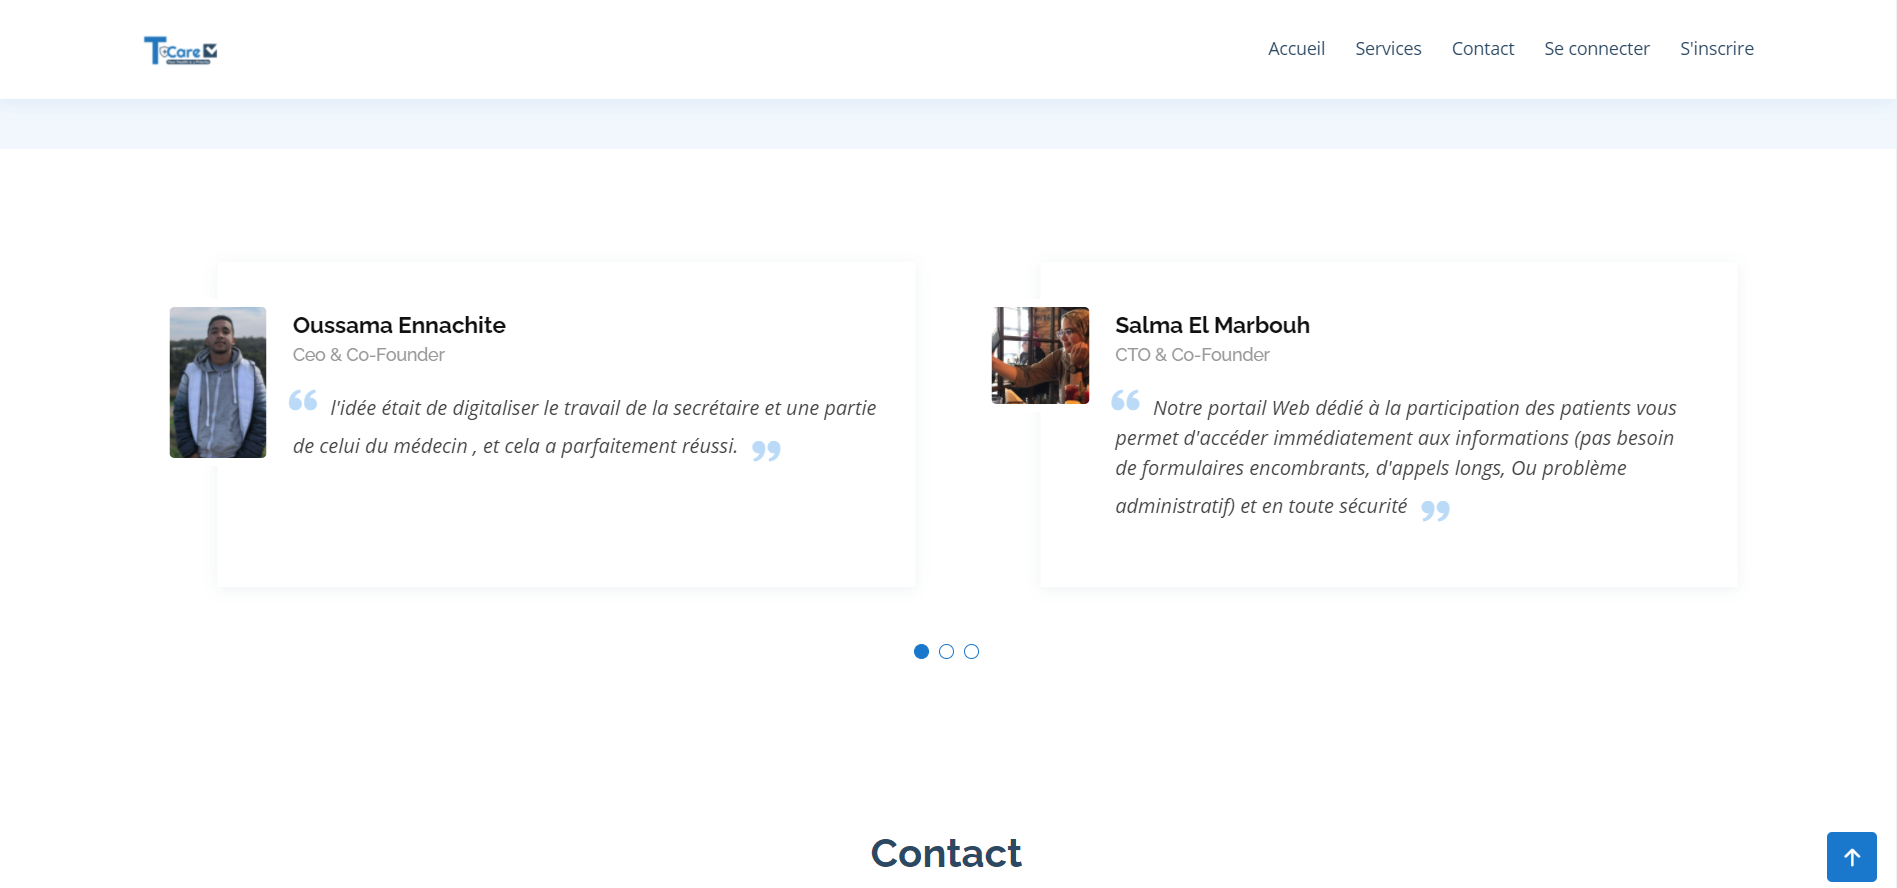 TcCare
Accueil Services Contact Se connecter S'inscrire
Oussama Ennachite
Ceo & Co-Founder
“ l'idée était de digitaliser le travail de la secrétaire et une partie
de celui du médecin , et cela a parfaitement réussi. ”
Salma El Marbouh
CTO & Co-Founder
“ Notre portail Web dédié à la participation des patients vous
permet d'accéder immédiatement aux informations (pas besoin
de formulaires encombrants, d'appels longs, Ou problème
administratif) et en toute sécurité ”
Contact